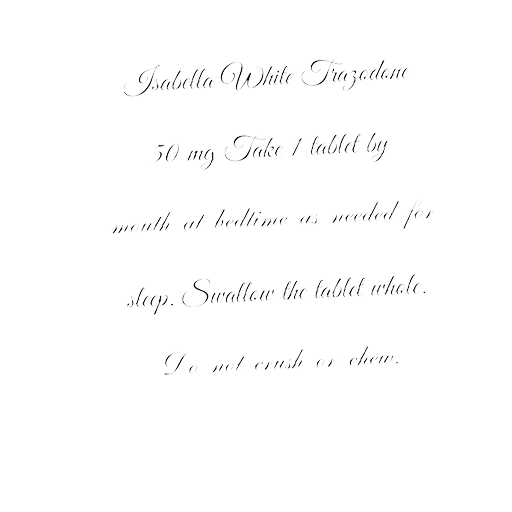 Isabella White Trazodone
50 mg Take 1 tablet by
mouth at bedtime as needed for
sleep. Swallow the tablet whole.
Do not crush or chew.